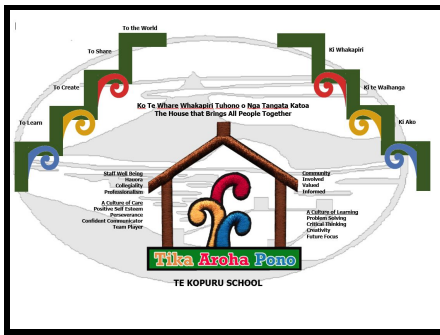 To the World
To Share
To Create
To Learn
Ki Whakapiri
Ki te Waihanga
Ki Ako
Ko Te Whare Whakapiri Tuhono o Nga Tangata Katoa
The House that Brings All People Together
Staff Well Being
Hauora
Collegiality
Professionalism
A Culture of Care
Positive Self Esteem
Perseverance
Confident Communicator
Team Player
Community
Involved
Valued
Informed
A Culture of Learning
Problem Solving
Critical Thinking
Creativity
Future Focus
Tika Aroha Pono
TE KOPURU SCHOOL